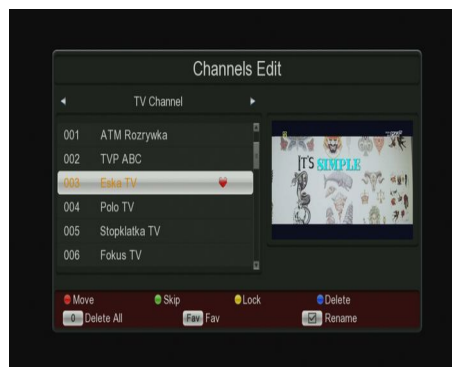 Channels Edit
TV Channel
001 ATM Rozrywka
002 TVP ABC
003 Eska TV
004 Polo TV
005 Stopklatka TV
006 Fokus TV
IT'S SIMPLE
Move Skip Lock Delete
0 Delete All Fav Fav Rename